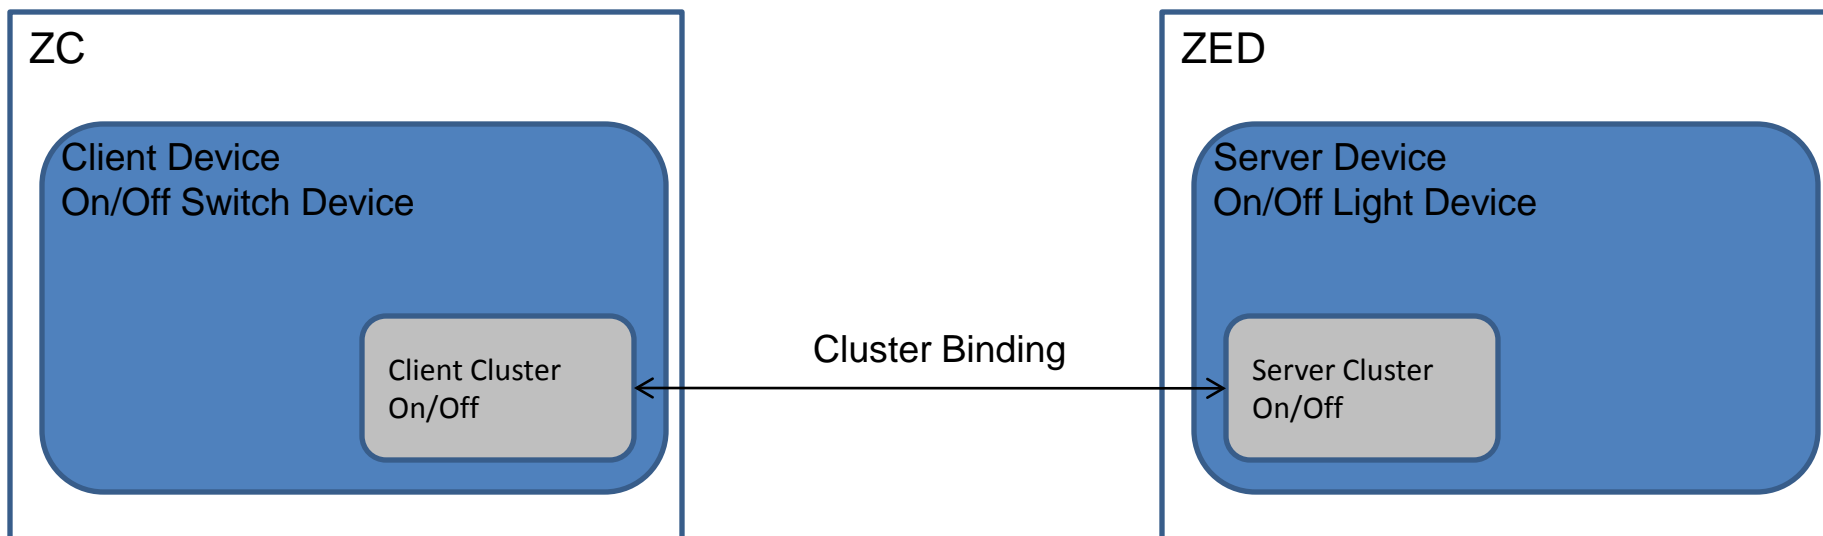 ZC
Client Device
On/Off Switch Device
Client Cluster
On/Off
Cluster Binding
ZED
Server Device
On/Off Light Device
Server Cluster
On/Off